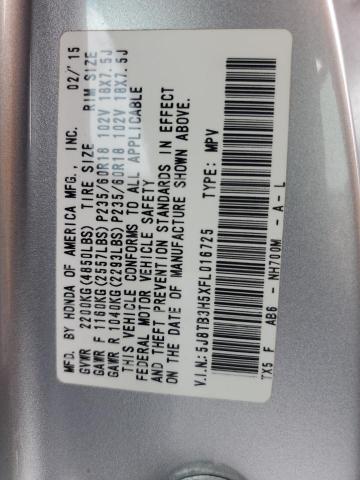 MFD. BY HONDA OF AMERICA MFG., INC. 02/'15
GVWR 2200KG(4850LBS) TIRE SIZE RIM SIZE
GAWR F 1160KG(2557LBS) P235/60R18 102V 18X7.5J
GAWR R 1040KG(2293LBS) P235/60R18 102V 18X7.5J
THIS VEHICLE CONFORMS TO ALL APPLICABLE
FEDERAL MOTOR VEHICLE SAFETY
AND THEFT PREVENTION STANDARDS IN EFFECT
ON THE DATE OF MANUFACTURE SHOWN ABOVE.
V.I.N.: 5J8TB3H5XFL016725 TYPE: MPV
TX5 F AB6 - NH700M - A - L